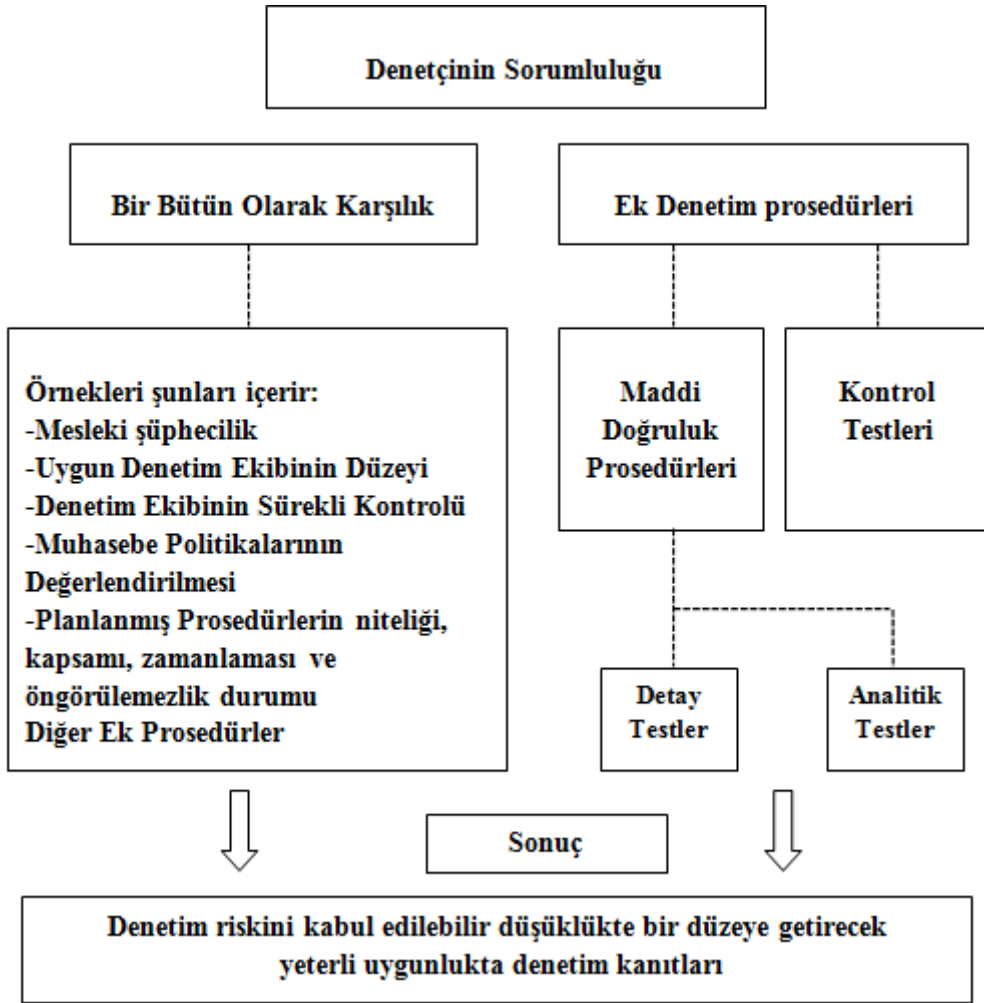 Denetçinin Sorumluluğu
Bir Bütün Olarak Karşılık
Ek Denetim prosedürleri
Örnekleri şunları içerir:
-Mesleki şüphecilik
-Uygun Denetim Ekibinin Düzeyi
-Denetim Ekibinin Sürekli Kontrolü
-Muhasebe Politikalarının
Değerlendirilmesi
-Planlanmış Prosedürlerin niteliği,
kapsamı, zamanlaması ve
öngörülemezlik durumu
Diğer Ek Prosedürler
Maddi
Doğruluk
Prosedürleri
Kontrol
Testleri
Detay
Testler
Analitik
Testler
Sonuç
Denetim riskini kabul edilebilir düşüklükte bir düzeye getirecek
yeterli uygunlukta denetim kanıtları